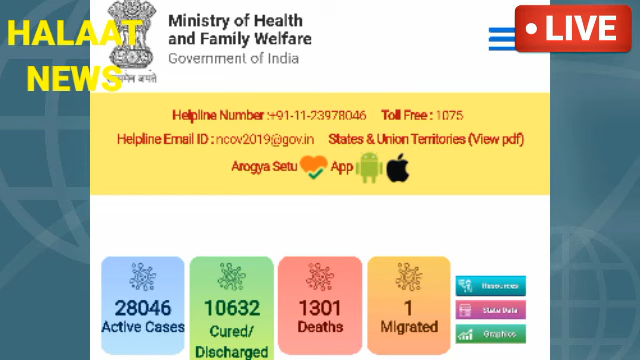 HALAAT
NEWS
Ministry of Health
and Family Welfare
Government of India
LIVE
Helpline Number :+91-11-23978046 Toll Free : 1075
Helpline Email ID : ncov2019@gov.in States & Union Territories (View pdf)
Arogya Setu App
28046
Active Cases
10632
Cured/
Discharged
1301
Deaths
1
Migrated
Resources
State Data
Graphics